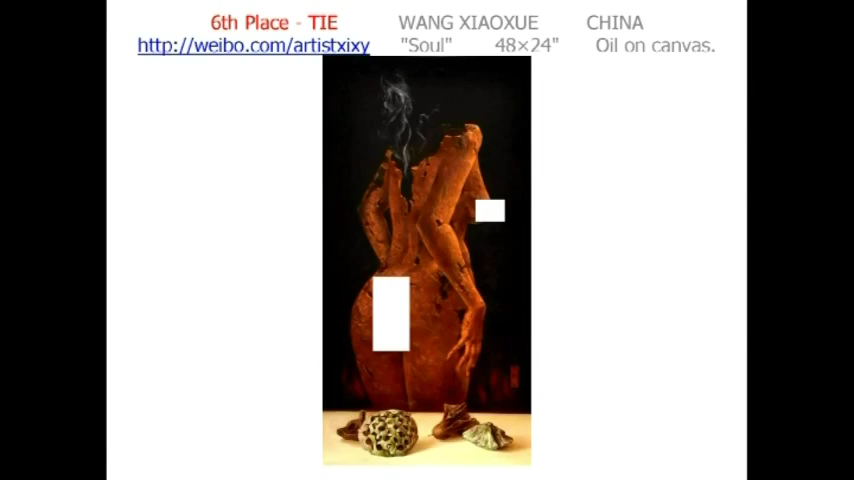 6th Place - TIE WANG XIAOXUE CHINA
http://weibo.com/artistxixy "Soul" 48×24" Oil on canvas.